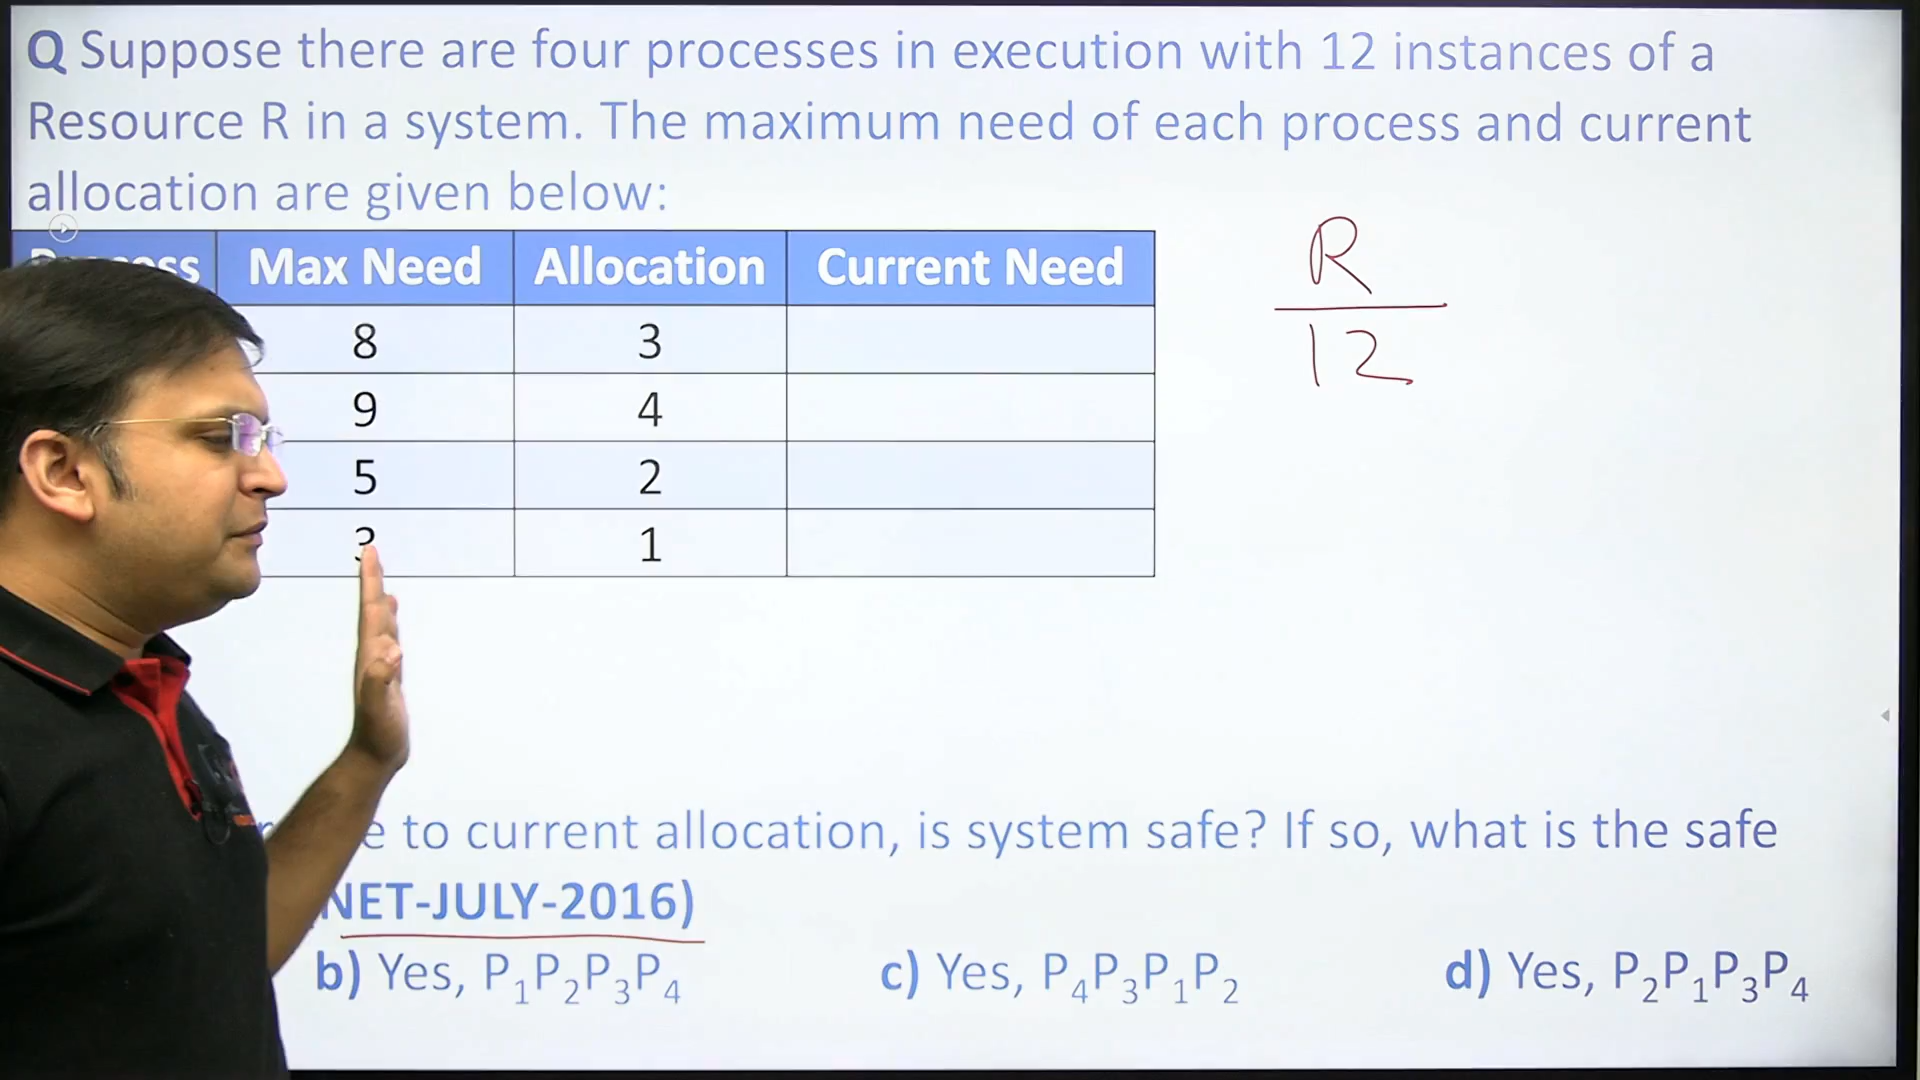 Q Suppose there are four processes in execution with 12 instances of a
Resource R in a system. The maximum need of each process and current
allocation are given below:
Process Max Need Allocation Current Need
R
12
8 3
9 4
5 2
3 1
to current allocation, is system safe? If so, what is the safe
NET-JULY-2016)
b) Yes, P₁P₂P₃P₄ c) Yes, P₄P₃P₁P₂ d) Yes, P₂P₁P₃P₄